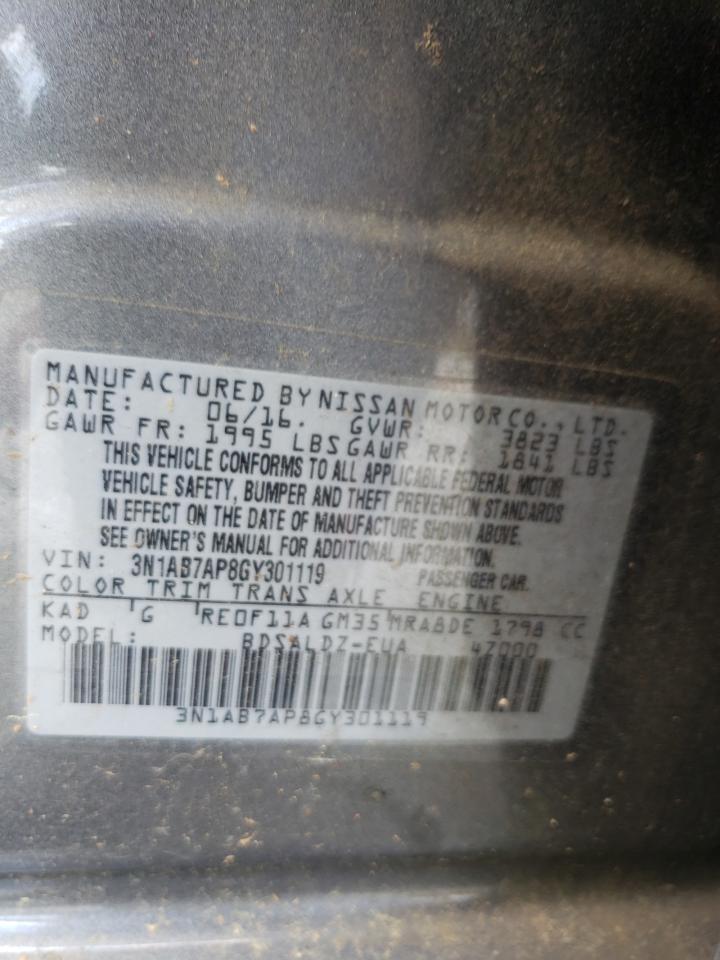 MANUFACTURED BY NISSAN MOTOR CO., LTD.
DATE: 06/16. GVWR: 3823 LBS
GAWR FR: 1995 LBS GAWR RR: 1841 LBS
THIS VEHICLE CONFORMS TO ALL APPLICABLE FEDERAL MOTOR
VEHICLE SAFETY, BUMPER AND THEFT PREVENTION STANDARDS
IN EFFECT ON THE DATE OF MANUFACTURE SHOWN ABOVE.
SEE OWNER'S MANUAL FOR ADDITIONAL INFORMATION.
VIN: 3N1AB7AP8GY301119 PASSENGER CAR.
COLOR TRIM TRANS AXLE ENGINE
KAD G RE0F11A GM35 MRA8DE 1798 CC
MODEL: BDSALDZ-EUA 47000
3N1AB7AP8GY301119